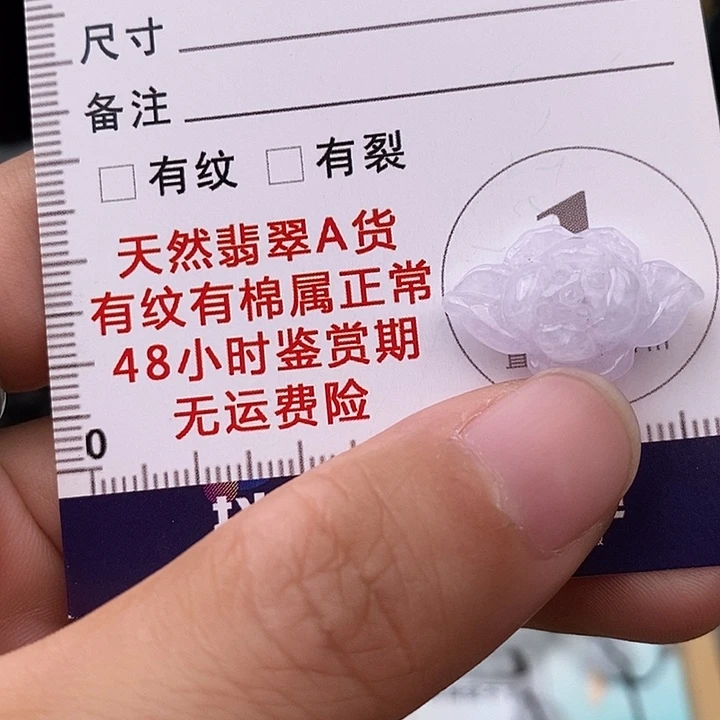 尺寸
备注
有纹 有裂
天然翡翠A货
有纹有棉属正常
48小时鉴赏期
无运费险
0